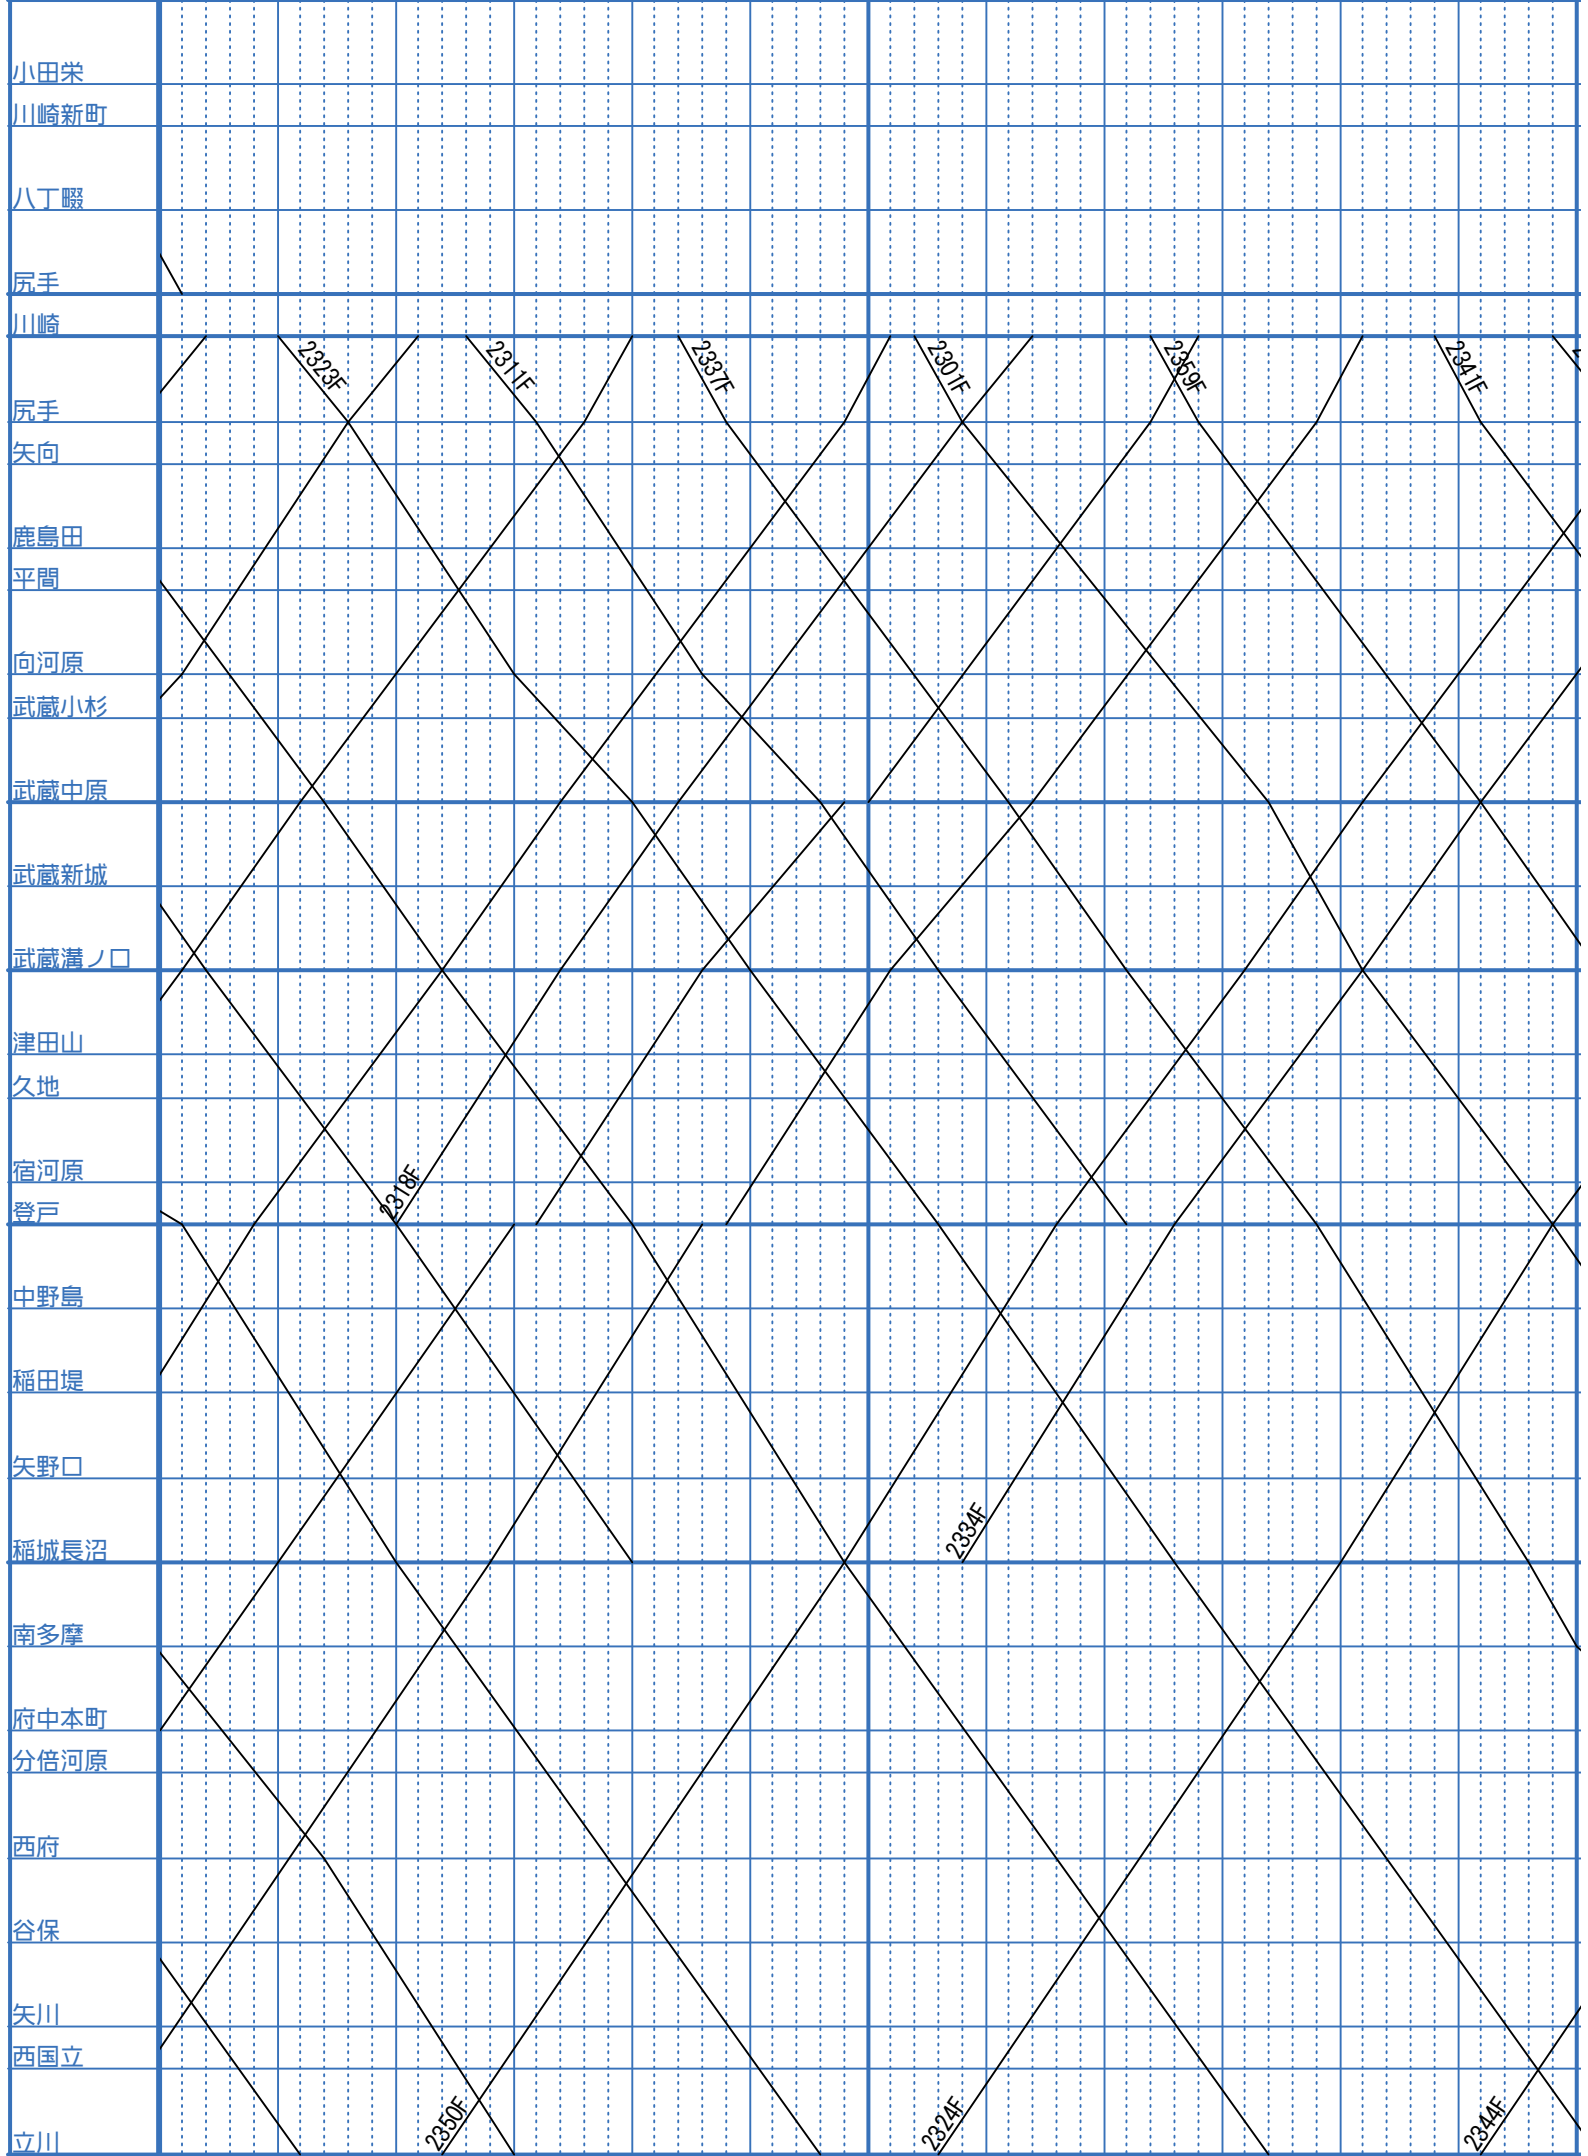 小田栄
川崎新町
八丁畷
尻手
川崎
2323F
2311F
2337F
2301F
2359F
2341F
尻手
矢向
鹿島田
平間
向河原
武蔵小杉
武蔵中原
武蔵新城
武蔵溝ノ口
津田山
久地
宿河原
2318F
登戸
中野島
稲田堤
矢野口
2334F
稲城長沼
南多摩
府中本町
分倍河原
西府
谷保
矢川
西国立
立川
2350F
2324F
2344F